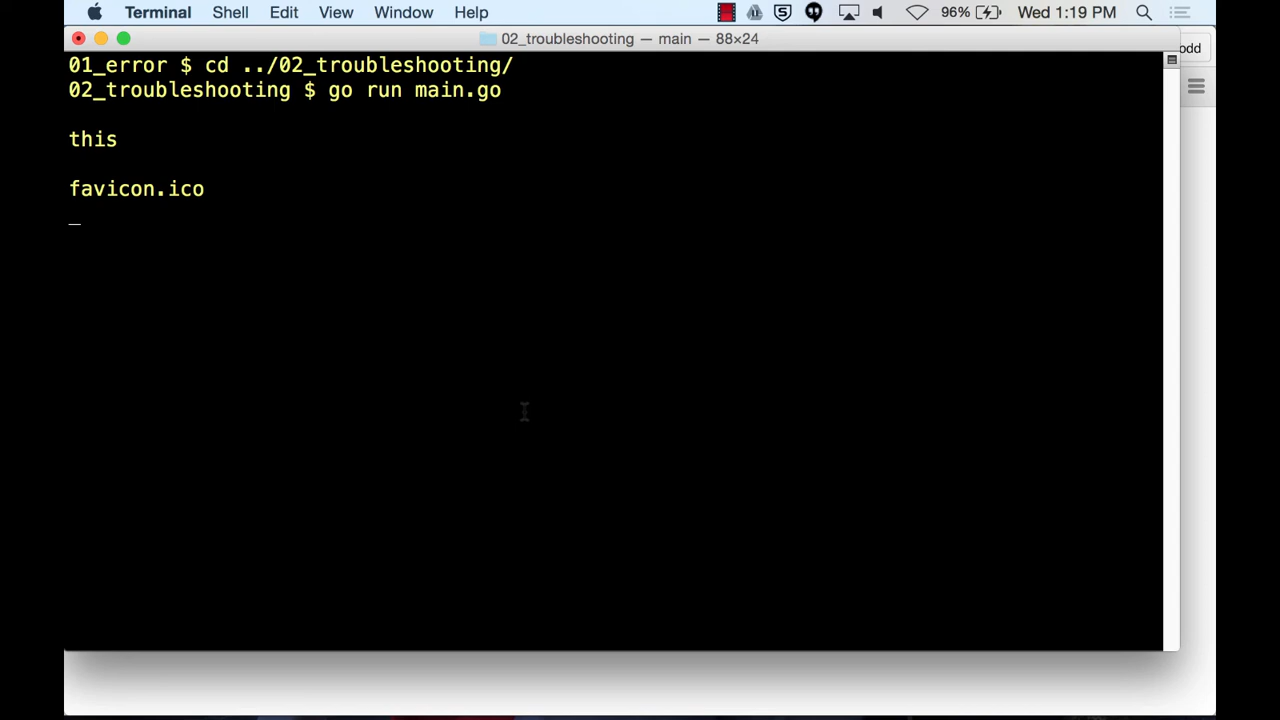 Terminal Shell Edit View Window Help 96% Wed 1:19 PM
02_troubleshooting — main — 88×24
odd
01_error $ cd ../02_troubleshooting/
02_troubleshooting $ go run main.go
this
favicon.ico